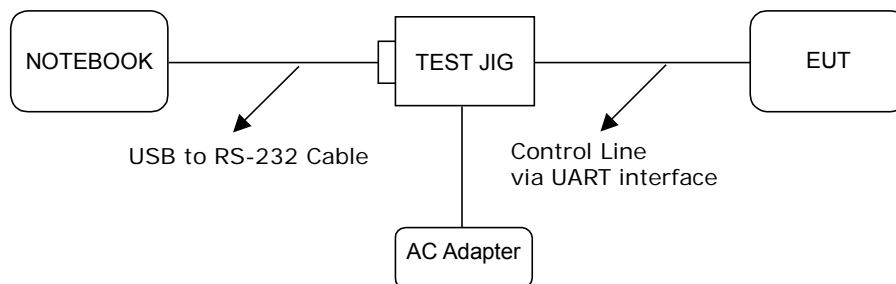 NOTEBOOK
TEST JIG
EUT
USB to RS-232 Cable
Control Line
via UART interface
AC Adapter